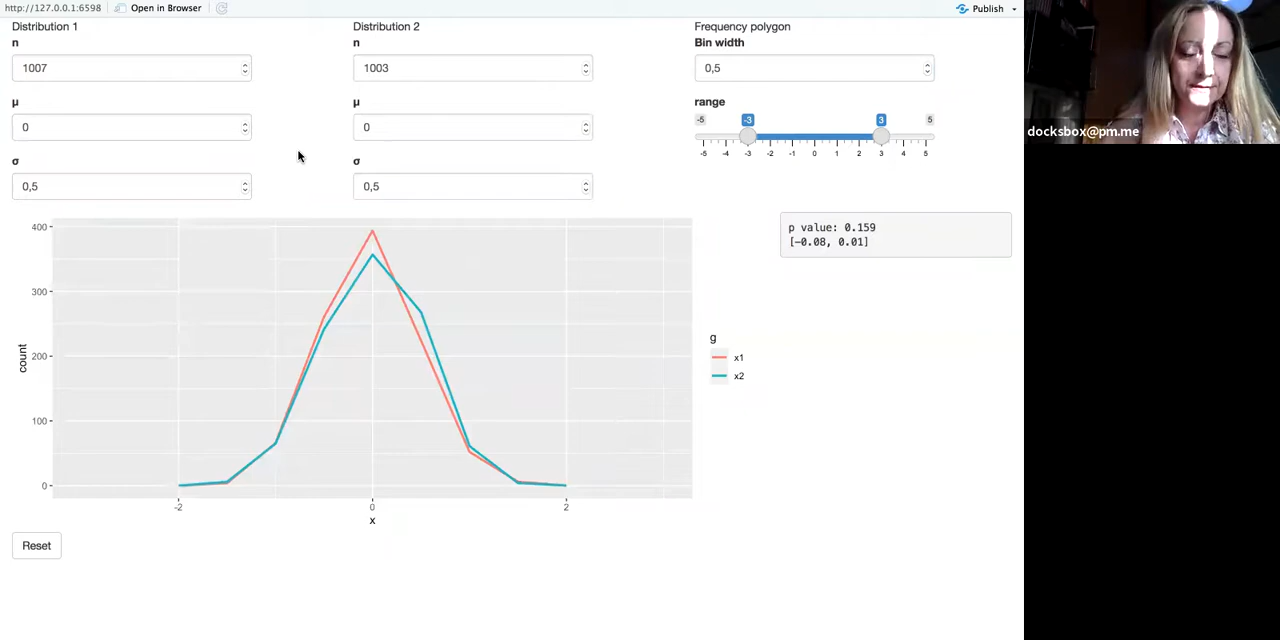 http://127.0.0.1:6598 Open in Browser Publish
Distribution 1
n
1007
μ
0
σ
0,5
Distribution 2
n
1003
μ
0
σ
0,5
Frequency polygon
Bin width
0,5
range
-5 -3 3 5
-5 -4 -3 -2 -1 0 1 2 3 4 5
p value: 0.159
[-0.08, 0.01]
400
300
200
100
0
count
-2 0 2
x
g
x1
x2
Reset
docksbox@pm.me